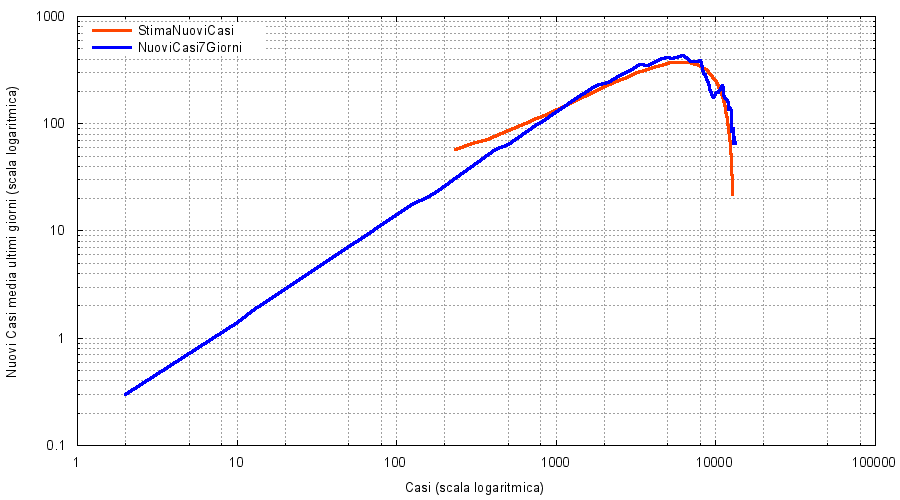 1000
StimaNuoviCasi
NuoviCasi7Giorni
100
10
1
0.1
Nuovi Casi media ultimi giorni (scala logaritmica)
1 10 100 1000 10000 100000
Casi (scala logaritmica)